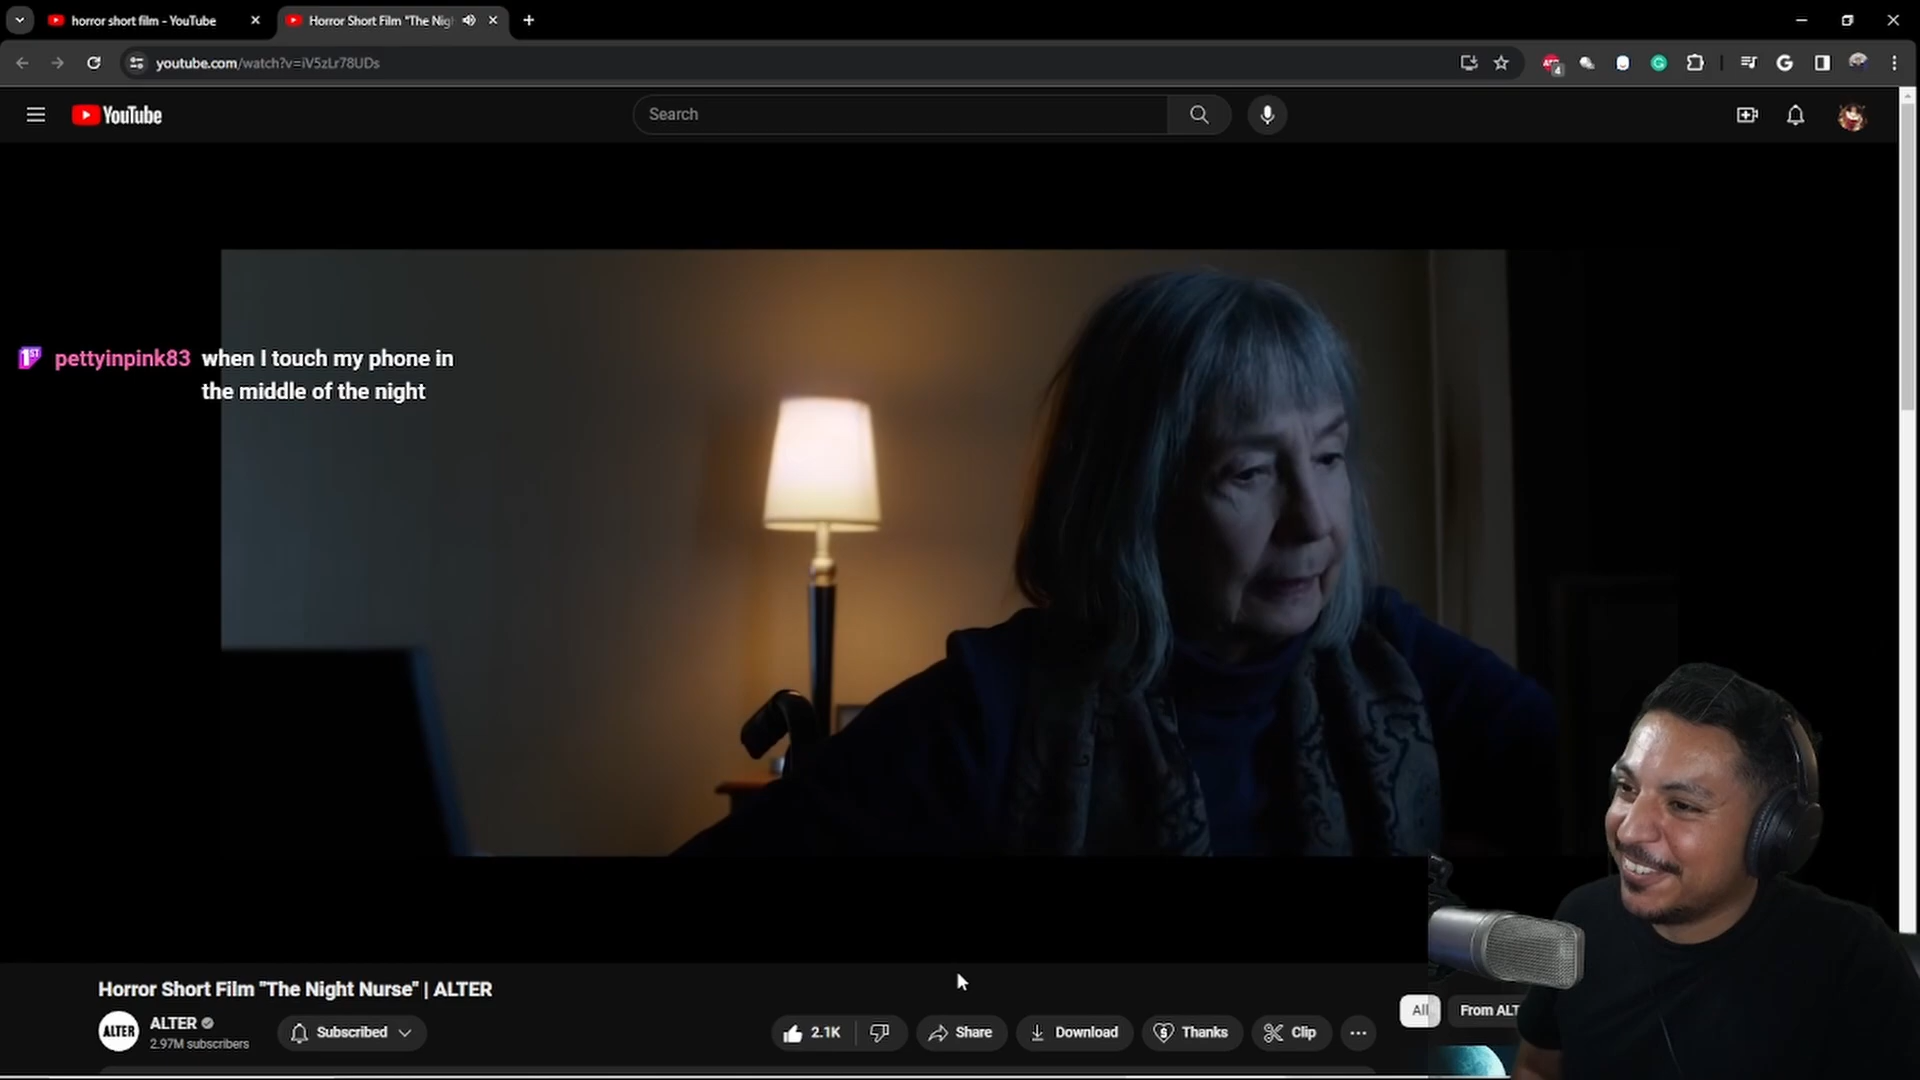 horror short film - YouTube
Horror Short Film "The Nig
youtube.com/watch?v=iV5zLr78UDs
4
YouTube
Search
1ST pettyinpink83 when I touch my phone in
the middle of the night
Horror Short Film "The Night Nurse" | ALTER
ALTER
ALTER
2.97M subscribers
Subscribed
2.1K
Share
Download
Thanks
Clip
All
From ALT